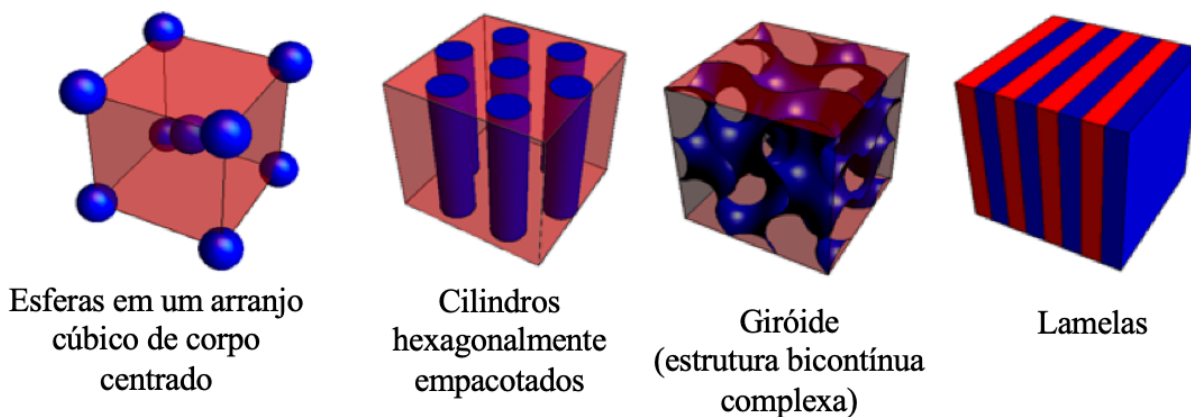 Esferas em um arranjo
cúbico de corpo
centrado
Cilindros
hexagonalmente
empacotados
Giróide
(estrutura bicontínua
complexa)
Lamelas